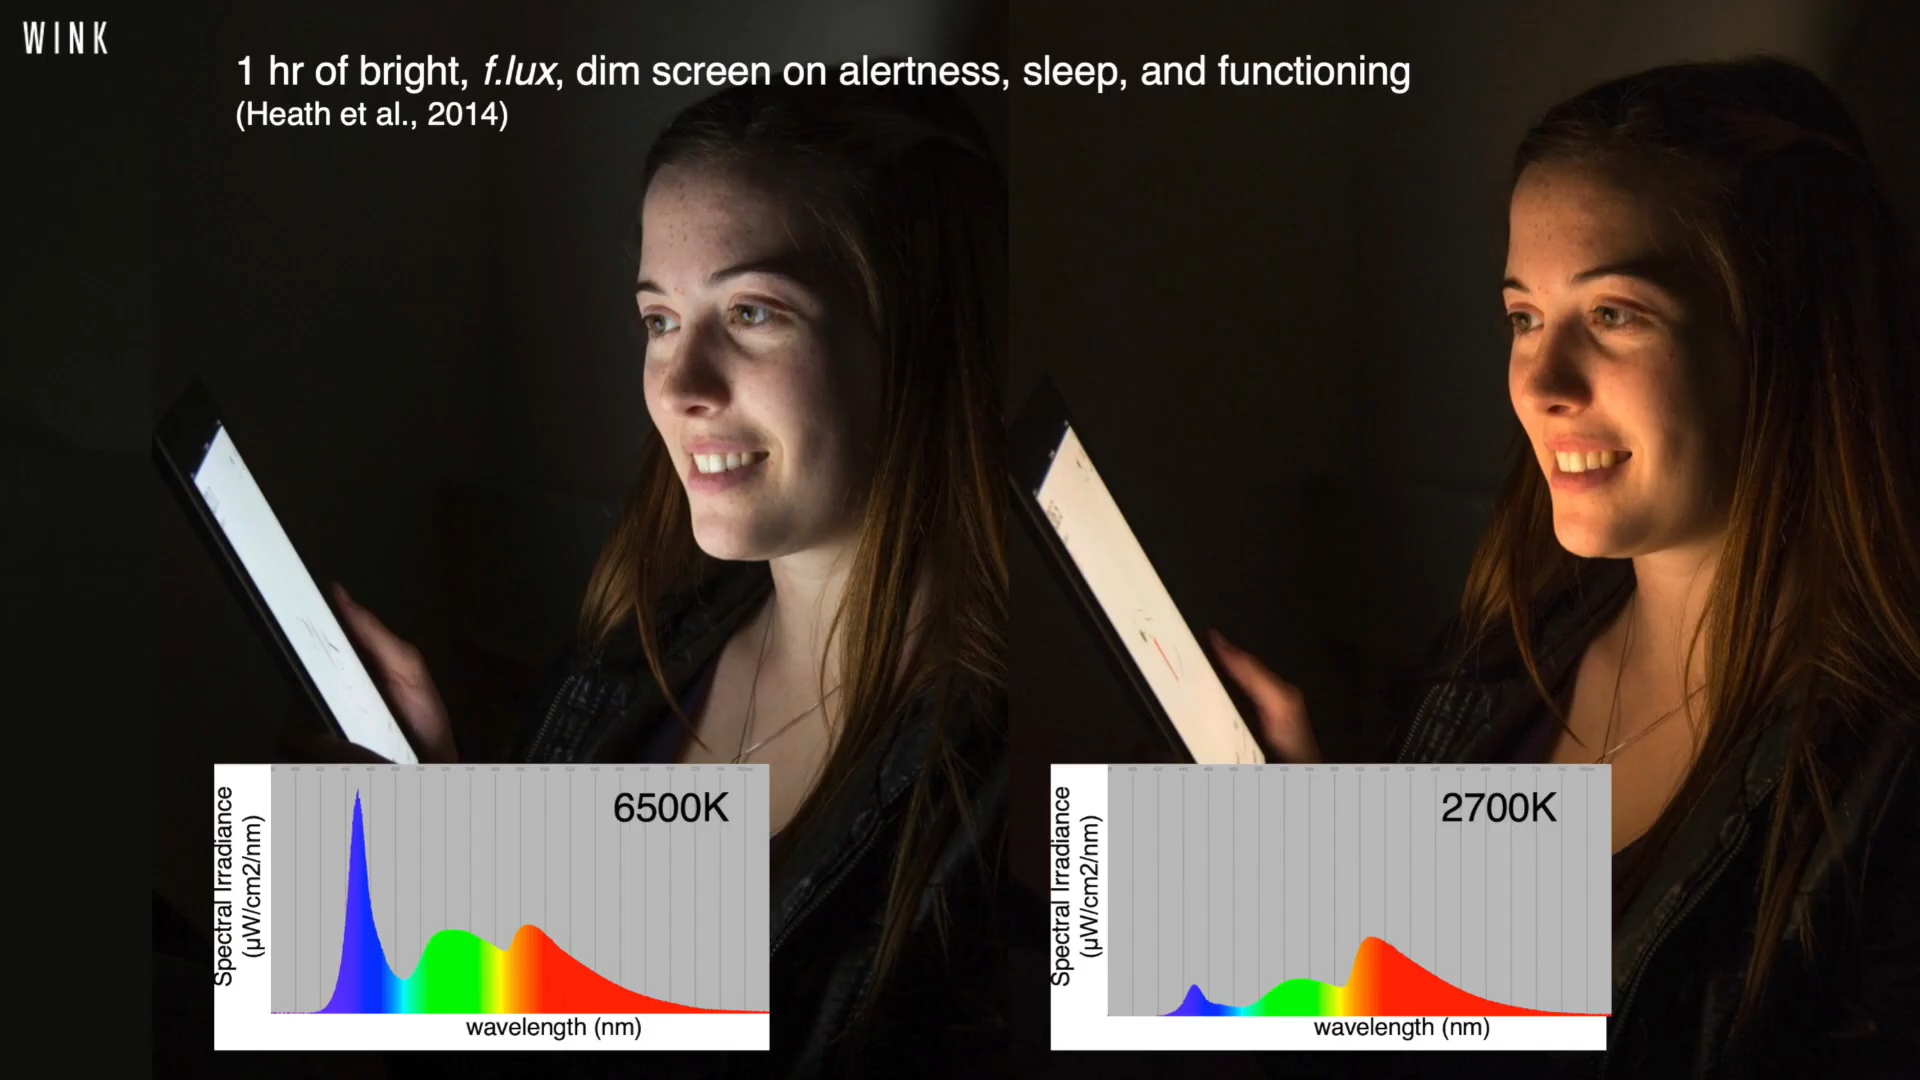 WINK
1 hr of bright, f.lux, dim screen on alertness, sleep, and functioning
(Heath et al., 2014)
6500K
Spectral Irradiance
(µW/cm2/nm)
wavelength (nm)
2700K
Spectral Irradiance
(µW/cm2/nm)
wavelength (nm)